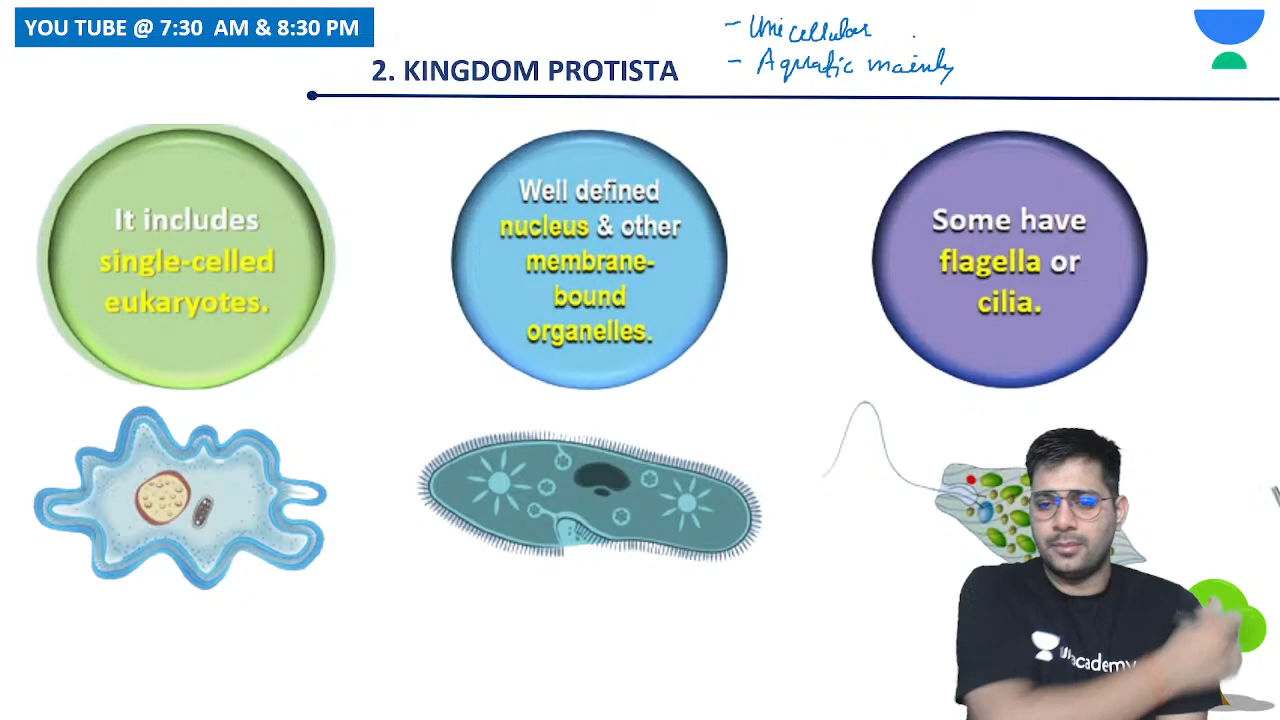 YOU TUBE @ 7:30 AM & 8:30 PM
- Unicellular
- Aquatic mainly
2. KINGDOM PROTISTA
It includes
single-celled
eukaryotes.
Well defined
nucleus & other
membrane-
bound
organelles.
Some have
flagella or
cilia.
unacademy